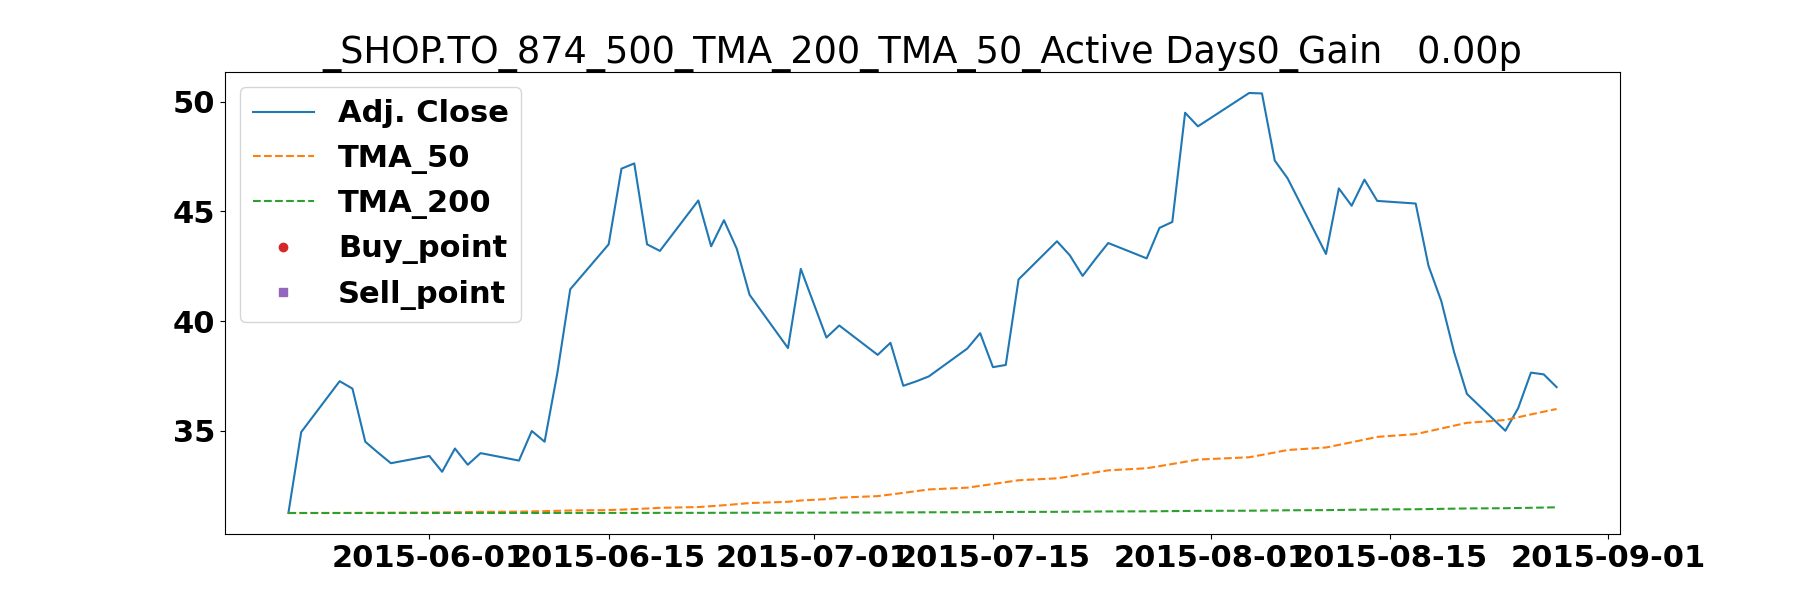 _SHOP.TO_874_500_TMA_200_TMA_50_Active Days0_Gain   0.00p
50
45
40
35
Adj. Close
TMA_50
TMA_200
Buy_point
Sell_point
2015-06-01
2015-06-15
2015-07-01
2015-07-15
2015-08-01
2015-08-15
2015-09-01